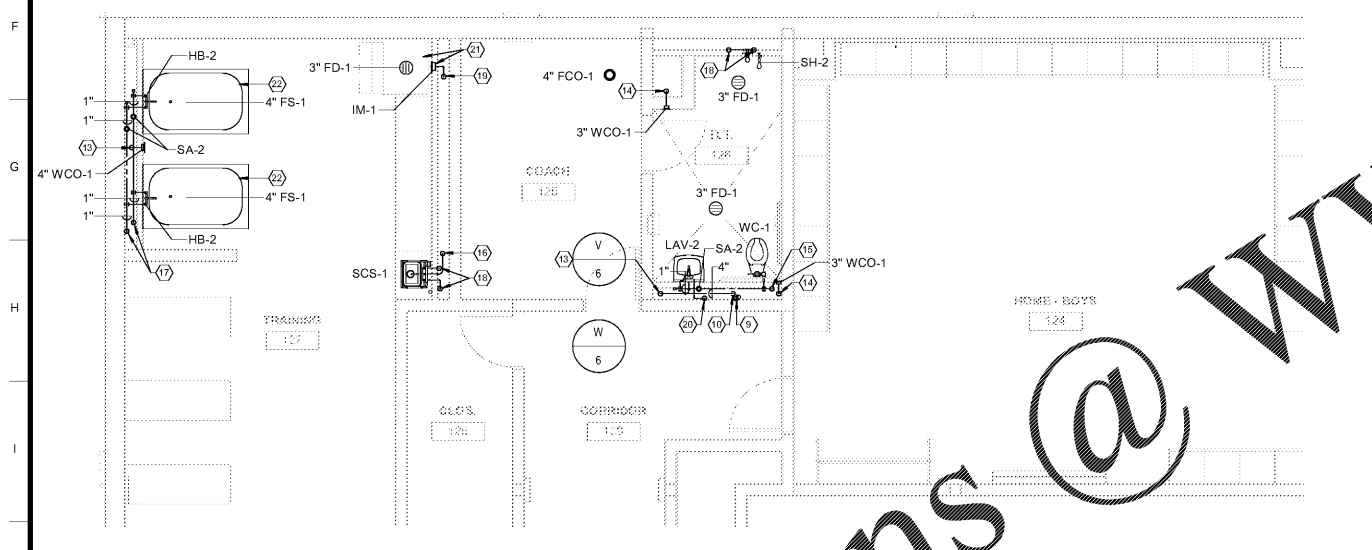 F
G
H
I
HB-2
22
1"
4" FS-1
1"
13
SA-2
4" WCO-1
22
1"
4" FS-1
1"
HB-2
17
3" FD-1
21
19
IM-1
4" FCO-1
14
3" WCO-1
18
SH-2
3" FD-1
COACH
3" FD-1
WC-1
LAV-2
SA-2
1"
4"
15
3" WCO-1
14
13
V
6
16
SCS-1
18
20
10
9
W
6
TRAINING
127
HOME - BOYS
124
CLOS.
CORRIDOR
ns @ w